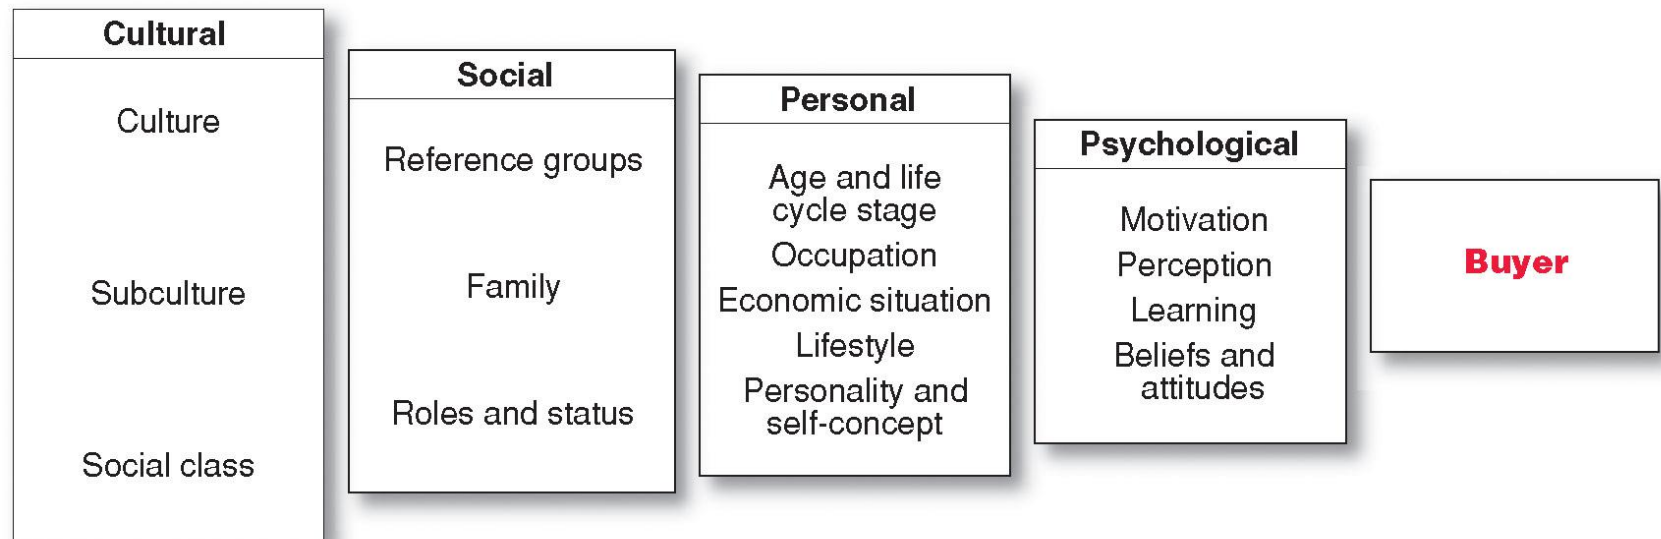 Cultural
Culture
Subculture
Social class
Social
Reference groups
Family
Roles and status
Personal
Age and life
cycle stage
Occupation
Economic situation
Lifestyle
Personality and
self-concept
Psychological
Motivation
Perception
Learning
Beliefs and
attitudes
Buyer